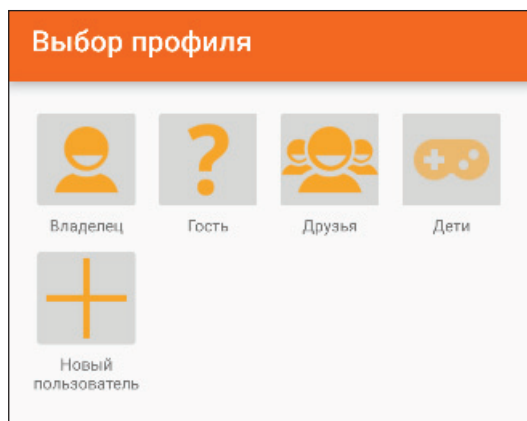 Выбор профиля
Владелец
Гость
Друзья
Дети
Новый
пользователь